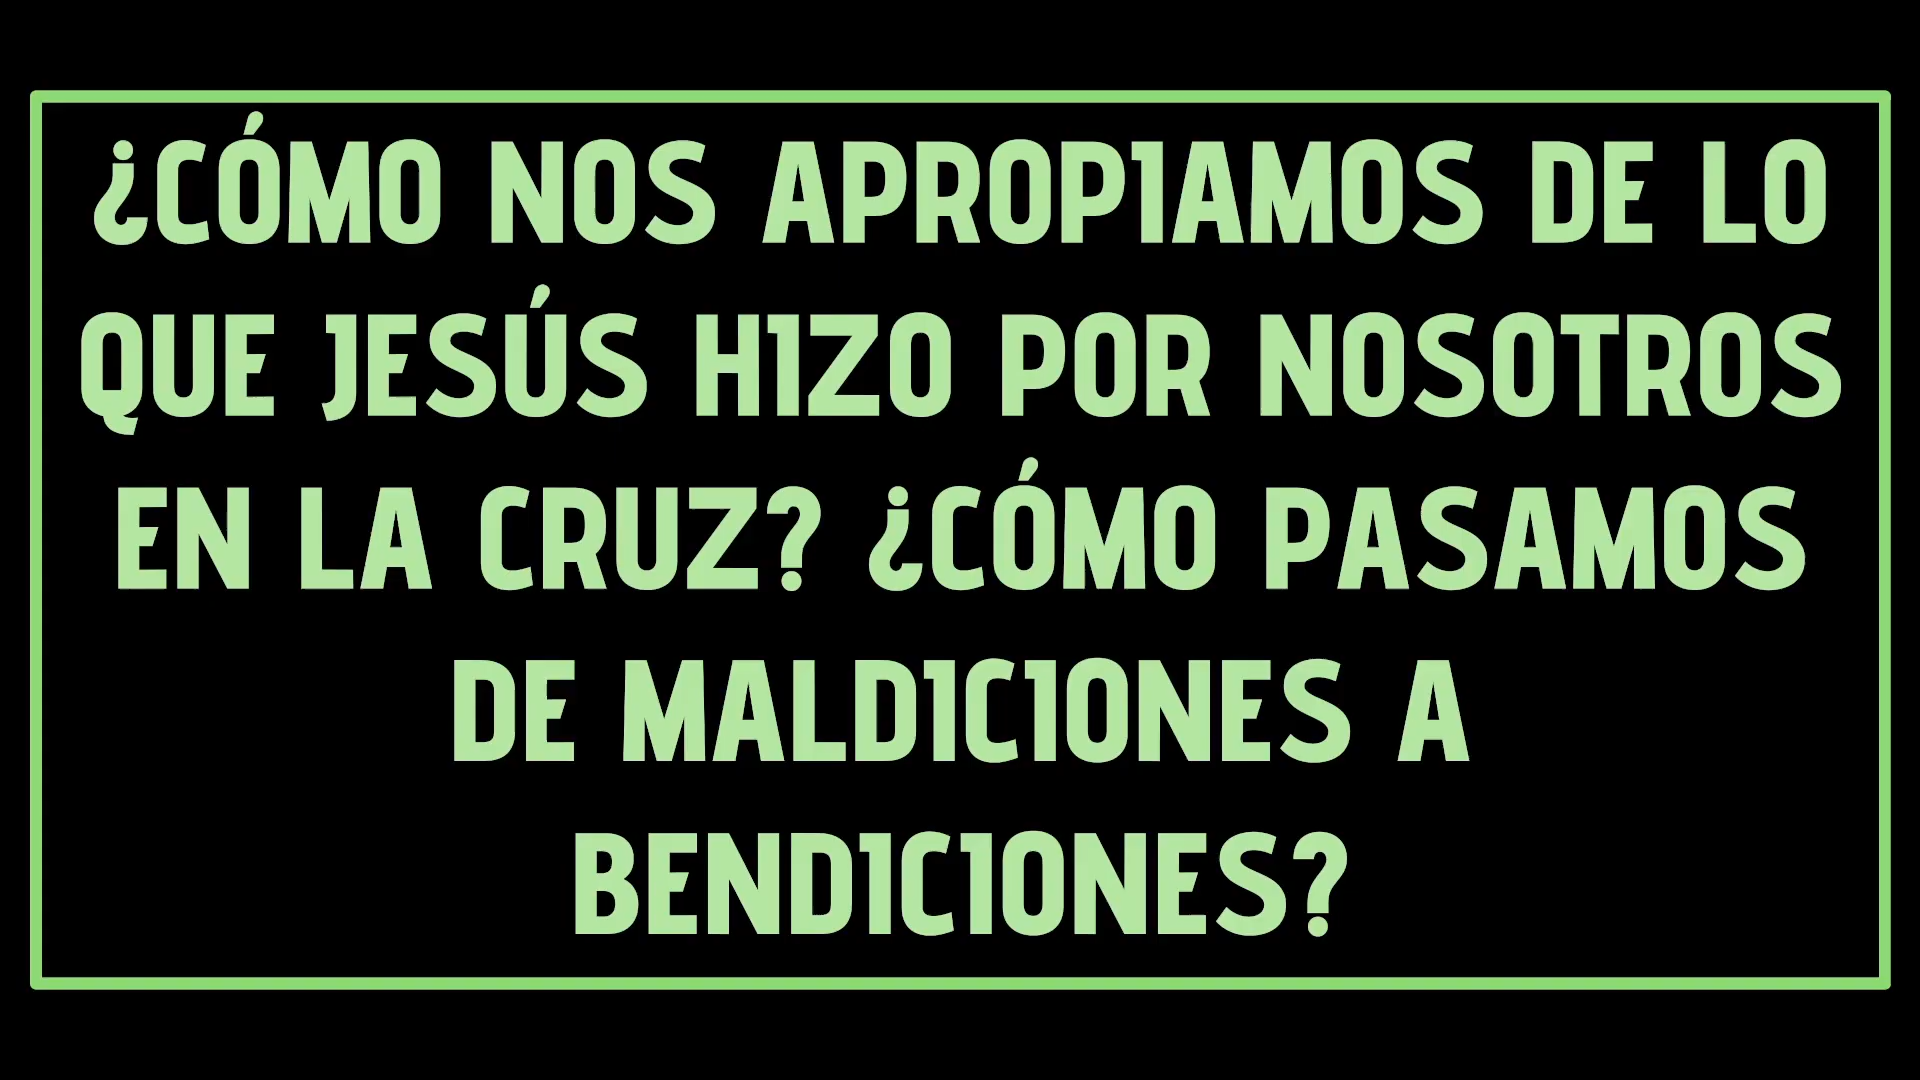 ¿CÓMO NOS APROPIAMOS DE LO
QUE JESÚS HIZO POR NOSOTROS
EN LA CRUZ? ¿CÓMO PASAMOS
DE MALDICIONES A
BENDICIONES?